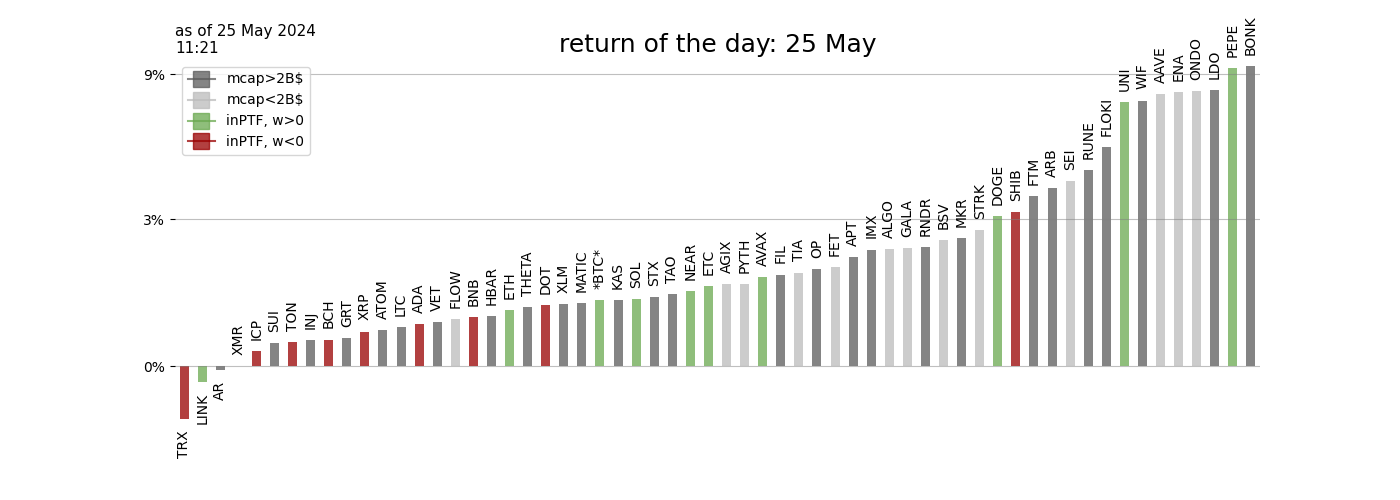 as of 25 May 2024
11:21
return of the day: 25 May
mcap>2B$
mcap<2B$
inPTF, w>0
inPTF, w<0
9%
3%
0%
TRX
LINK
AR
XMR
ICP
SUI
TON
INJ
BCH
GRT
XRP
ATOM
LTC
ADA
VET
FLOW
BNB
HBAR
ETH
THETA
DOT
XLM
MATIC
*BTC*
KAS
SOL
STX
TAO
NEAR
ETC
AGIX
PYTH
AVAX
FIL
TIA
OP
FET
APT
IMX
ALGO
GALA
RNDR
BSV
MKR
STRK
DOGE
SHIB
FTM
ARB
SEI
RUNE
FLOKI
UNI
WIF
AAVE
ENA
ONDO
LDO
PEPE
BONK